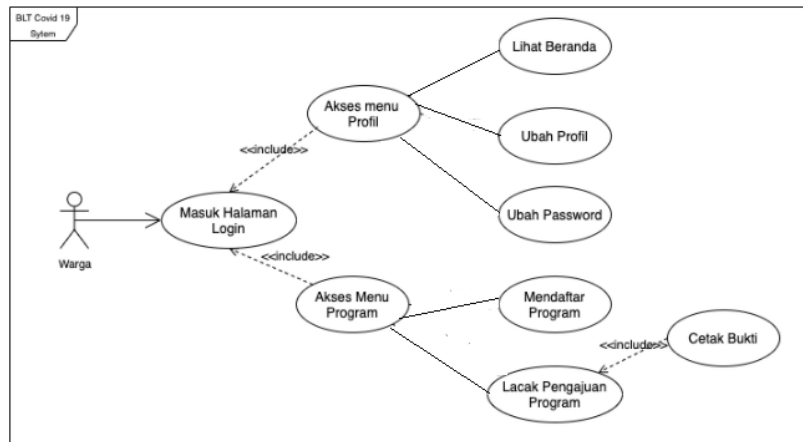 BLT Covid 19
Sytem
Lihat Beranda
Akses menu
Profil
Ubah Profil
<<include>>
Masuk Halaman
Login
Ubah Password
Warga
<<include>>
Akses Menu
Program
Mendaftar
Program
<<include>>
Cetak Bukti
Lacak Pengajuan
Program